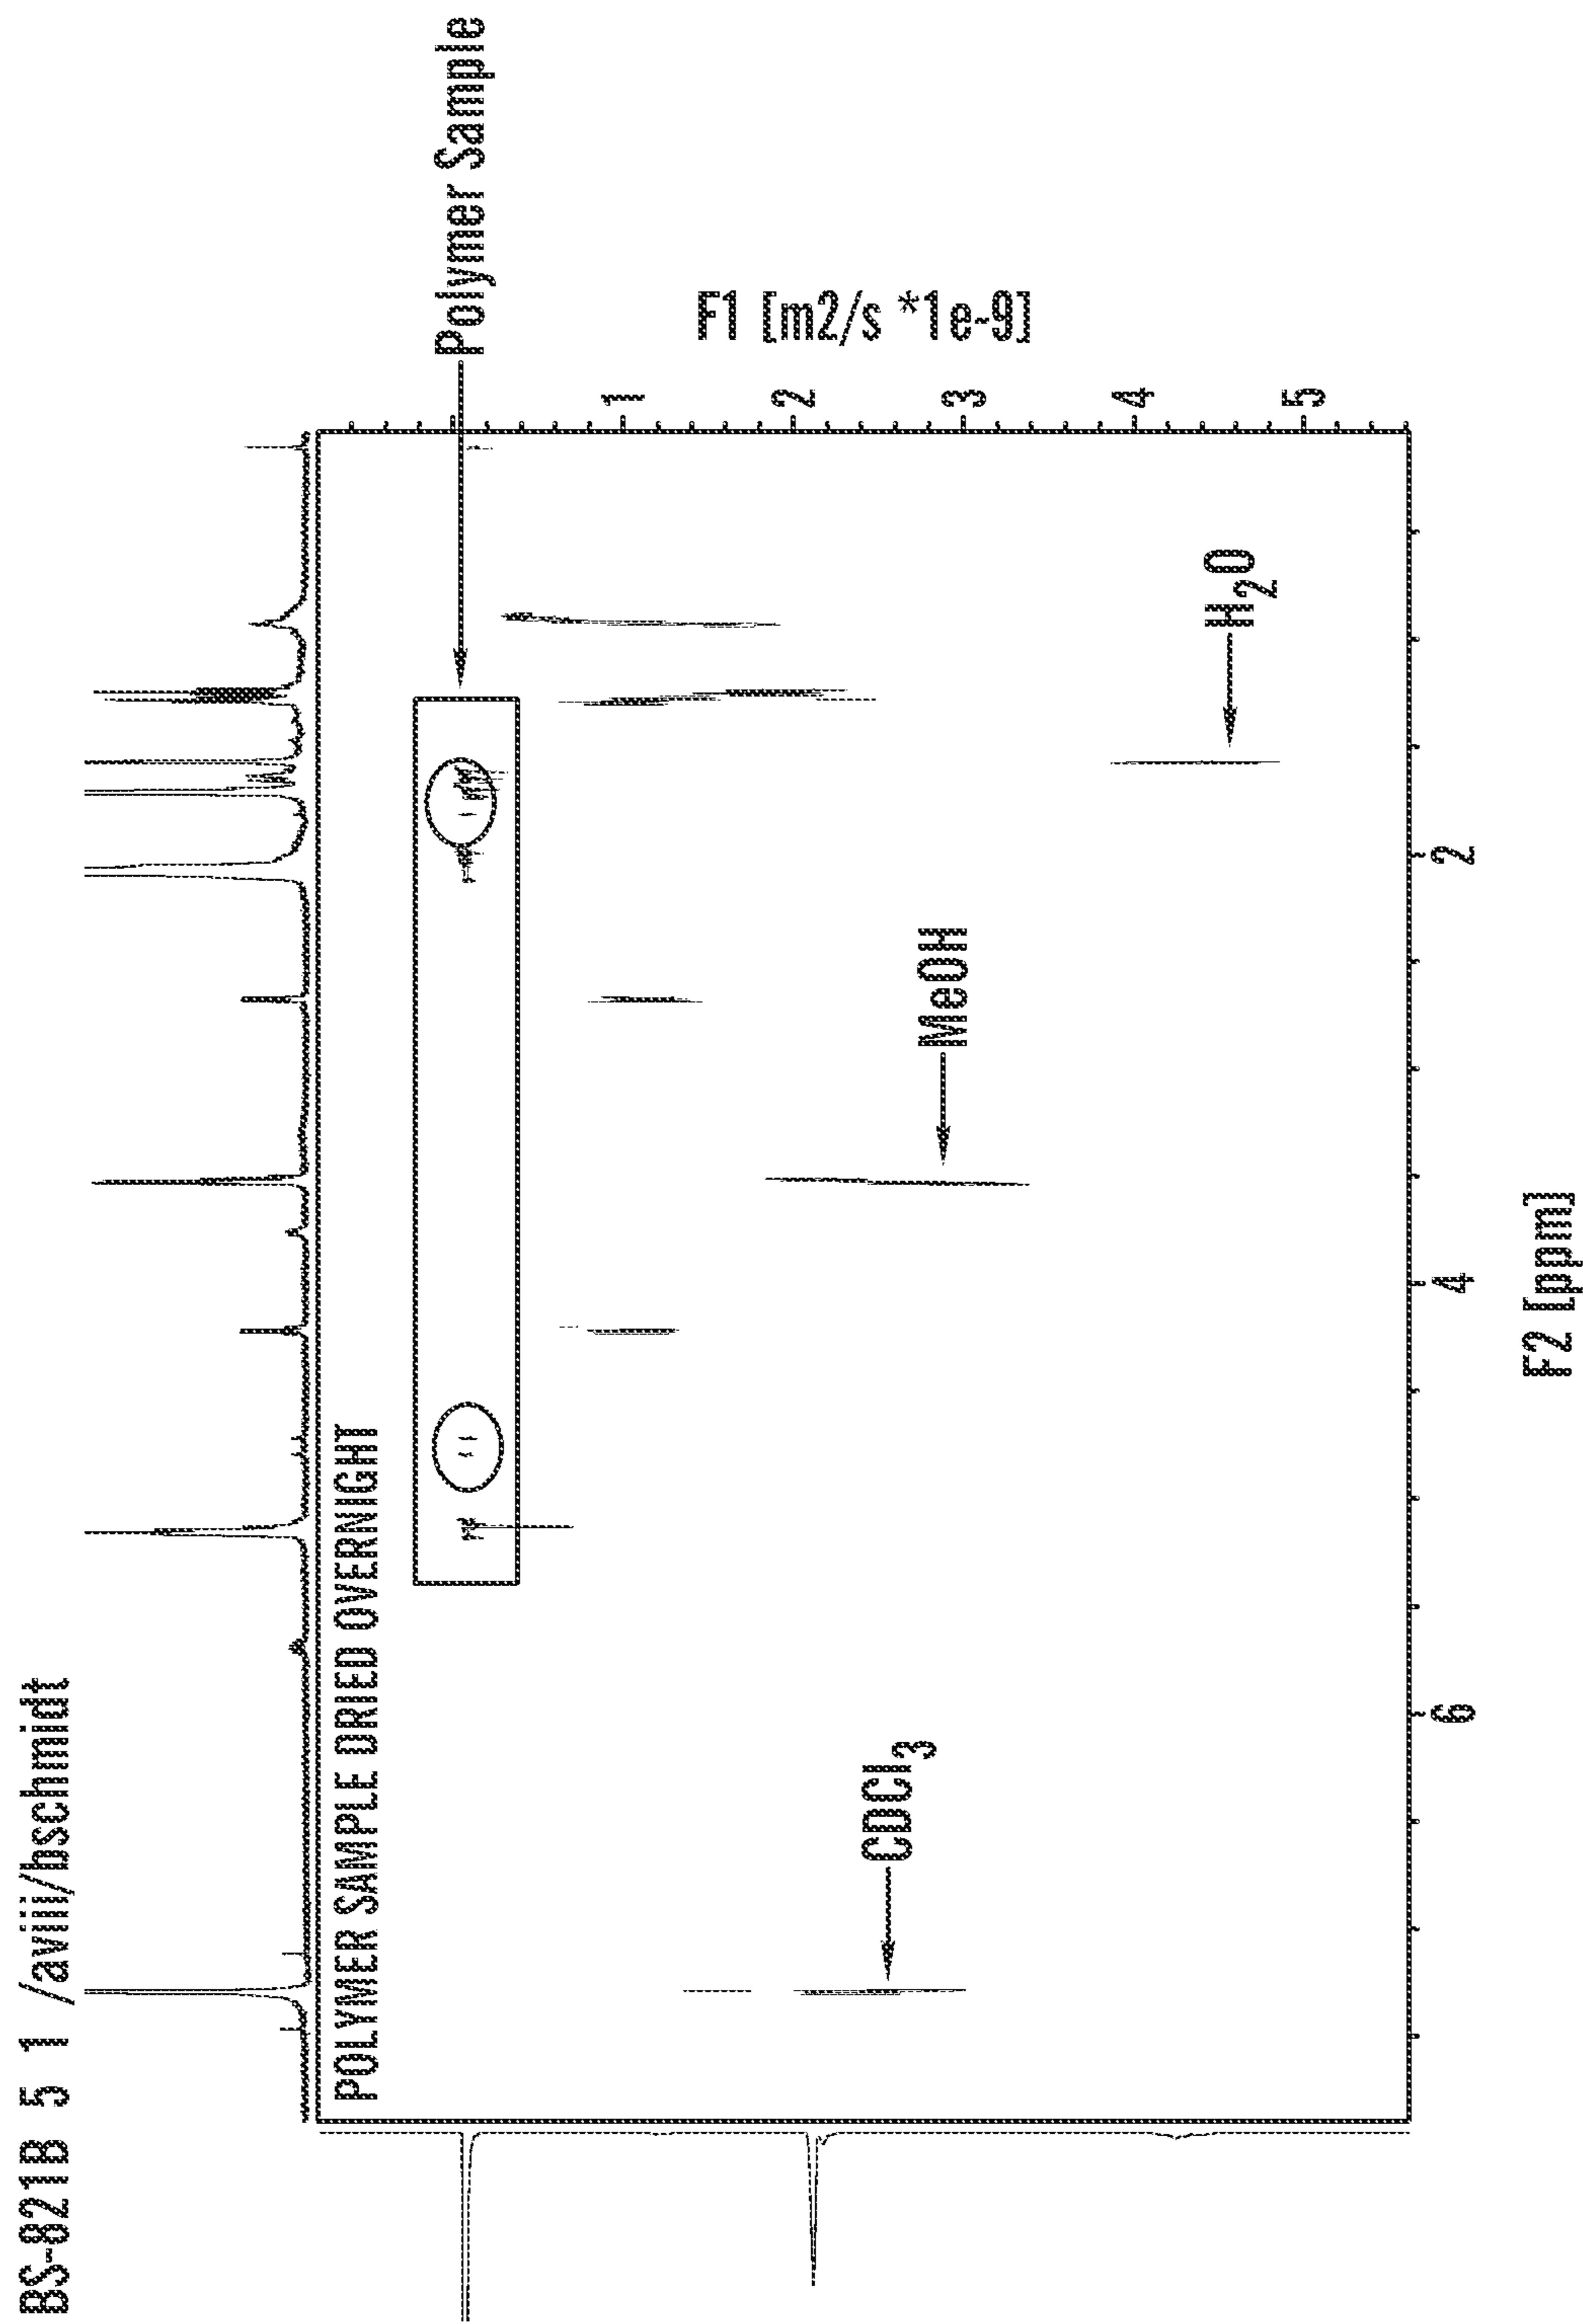 BS-821B 5 1 /aviii/bschmidt
POLYMER SAMPLE DRIED OVERNIGHT
Polymer Sample
CDCl3
MeOH
H2O
1
2
3
4
5
F1 [m2/s *1e-9]
6
4
2
F2 [ppm]